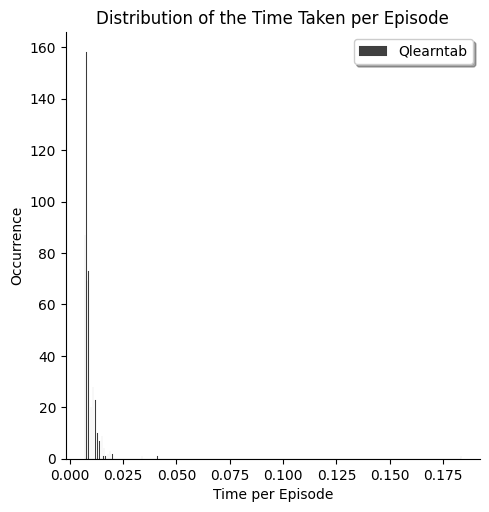 Distribution of the Time Taken per Episode
Qlearntab
160
140
120
100
80
60
40
20
0
Occurrence
0.000 0.025 0.050 0.075 0.100 0.125 0.150 0.175
Time per Episode